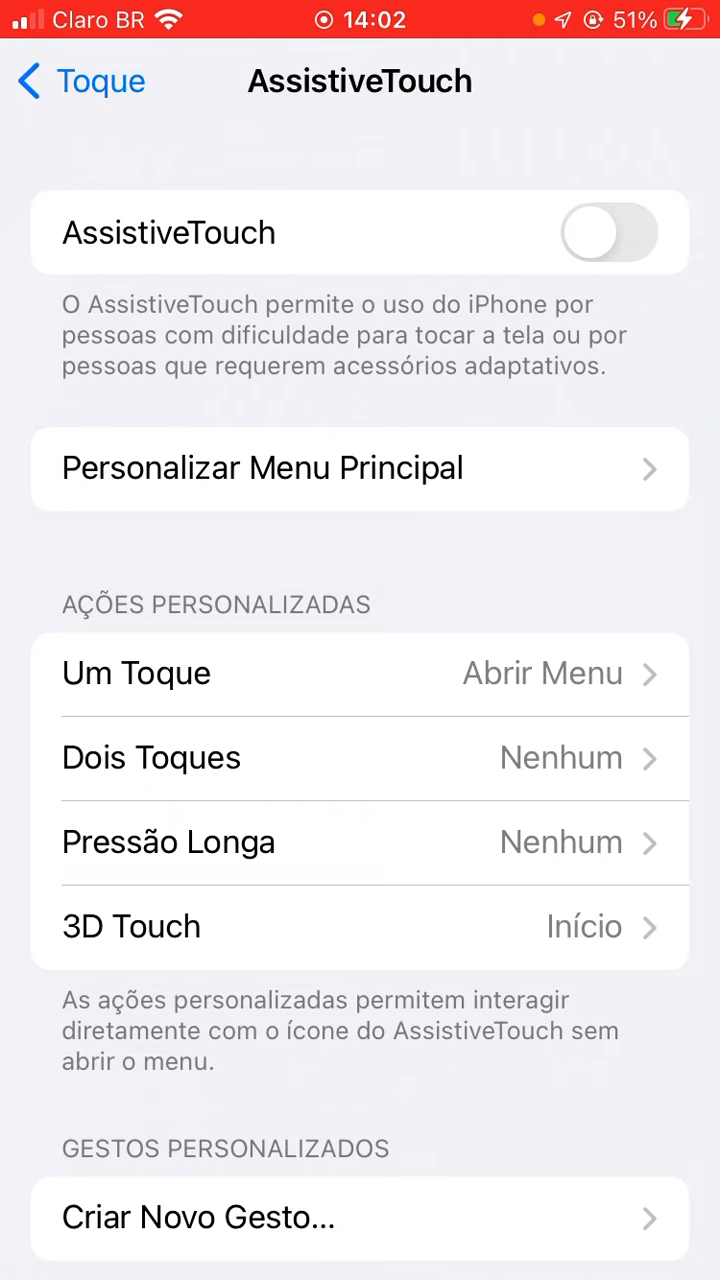 Claro BR 14:02 51%
Toque AssistiveTouch
AssistiveTouch
O AssistiveTouch permite o uso do iPhone por
pessoas com dificuldade para tocar a tela ou por
pessoas que requerem acessórios adaptativos.
Personalizar Menu Principal
AÇÕES PERSONALIZADAS
Um Toque Abrir Menu
Dois Toques Nenhum
Pressão Longa Nenhum
3D Touch Início
As ações personalizadas permitem interagir
diretamente com o ícone do AssistiveTouch sem
abrir o menu.
GESTOS PERSONALIZADOS
Criar Novo Gesto...